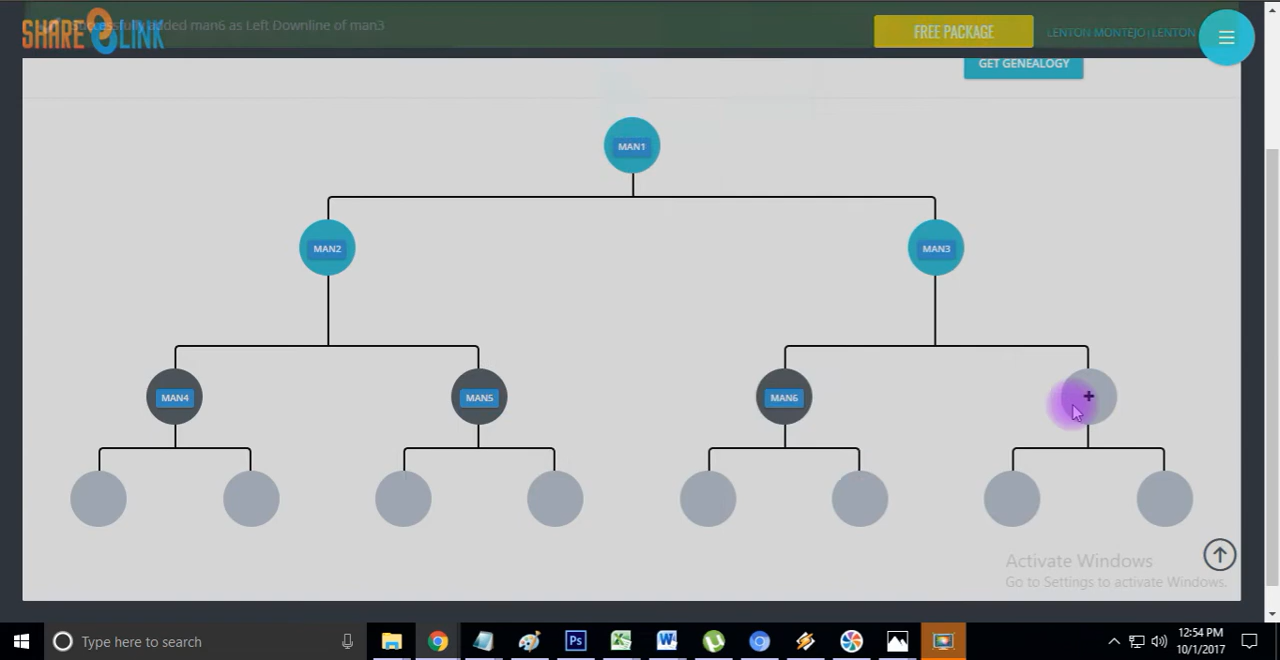 Successfully added man6 as Left Downline of man3
SHARE LINK
FREE PACKAGE
LENTON MONTEJO|LENTON
GET GENEALOGY
MAN1
MAN2
MAN3
MAN4
MAN5
MAN6
Activate Windows
Go to Settings to activate Windows.
Type here to search
Ps
12:54 PM
10/1/2017